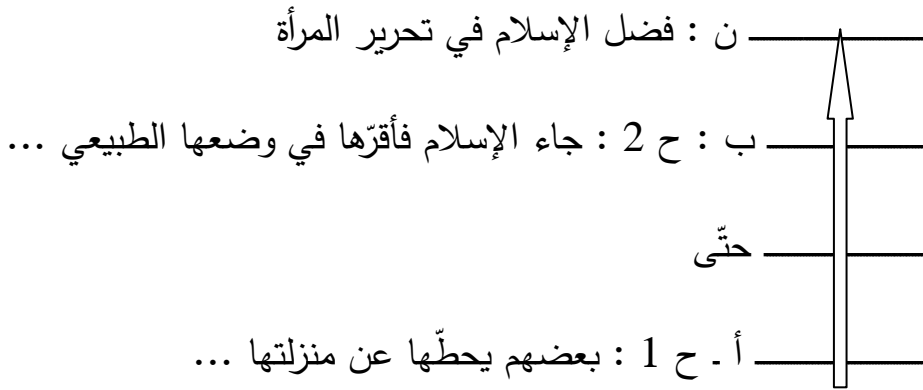 ن : فضل الإسلام في تحرير المرأة
ب : ح 2 : جاء الإسلام فأقرّها في وضعها الطبيعي ...
حتّى
أ ـ ح 1 : بعضهم يحطّها عن منزلتها ...